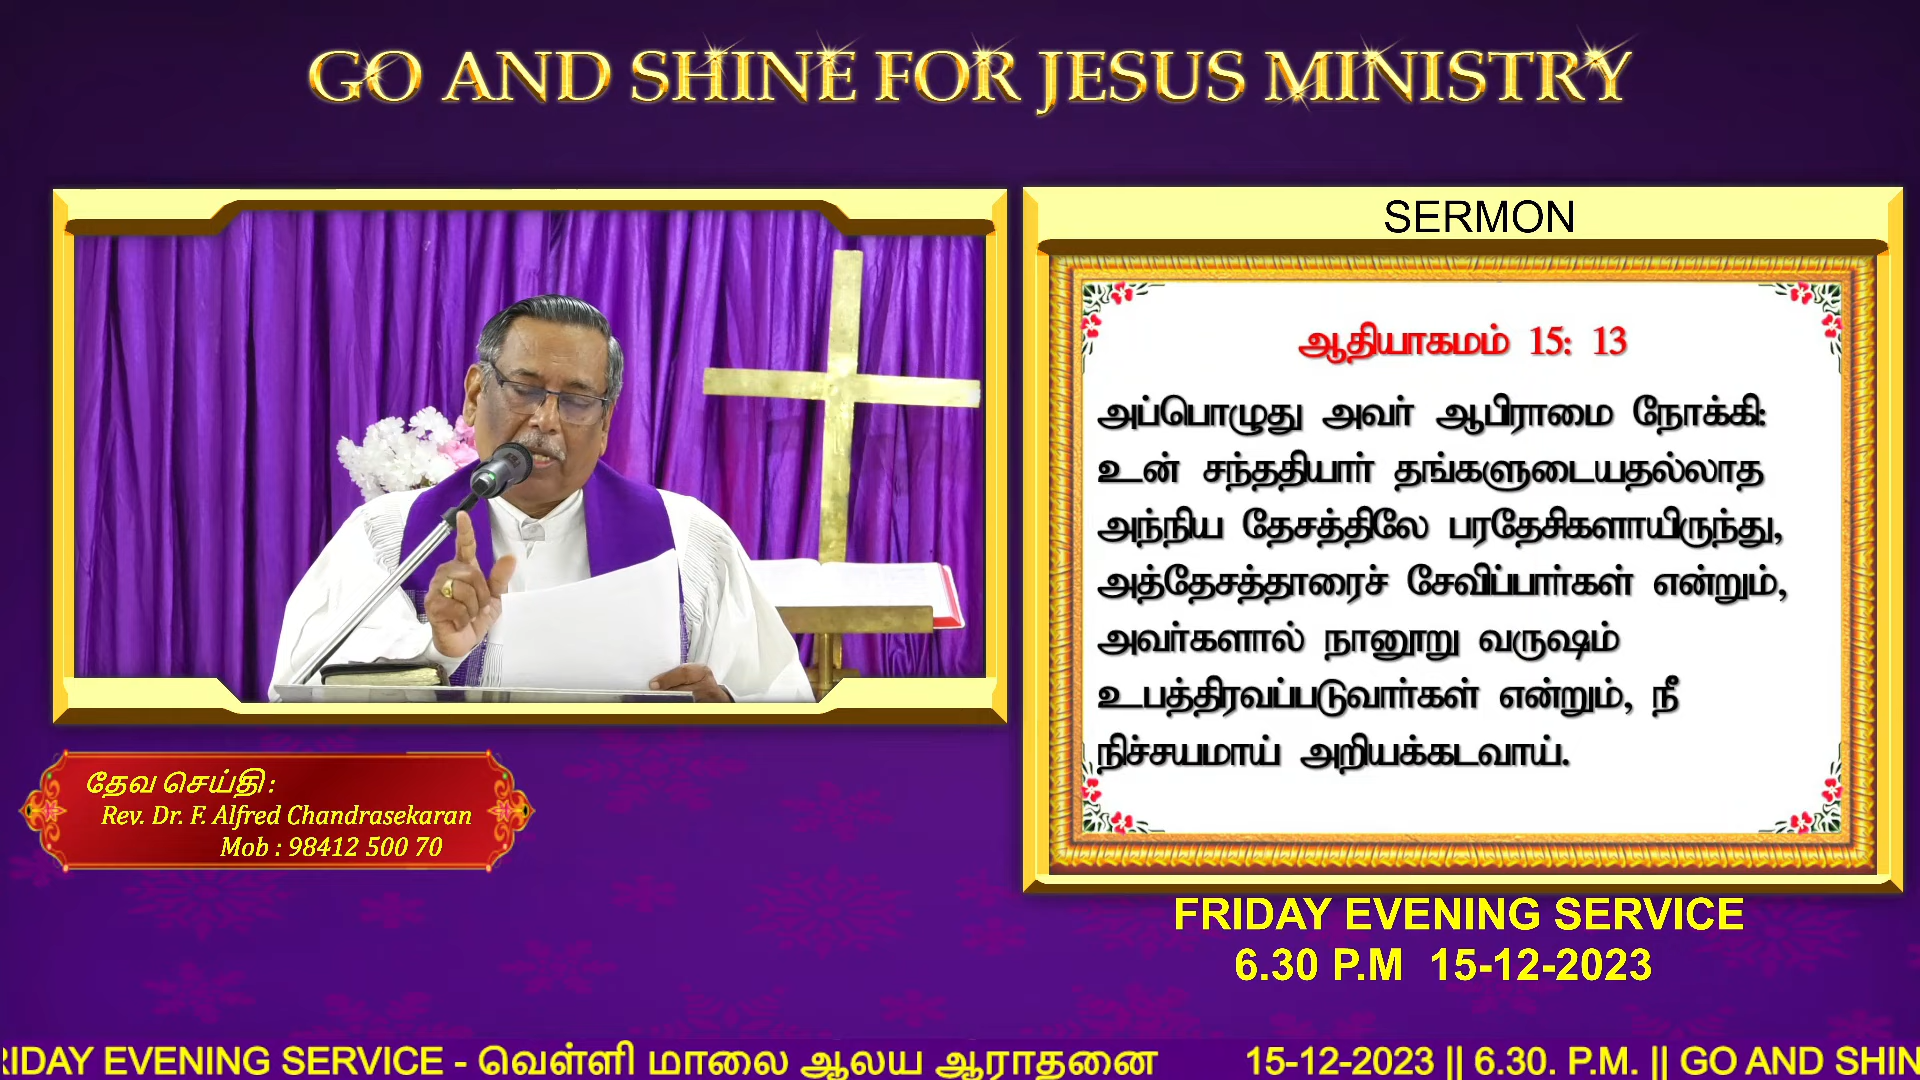 GO AND SHINE FOR JESUS MINISTRY
SERMON
ஆதியாகமம் 15: 13
அப்பொழுது அவர் ஆபிராமை நோக்கி:
உன் சந்ததியார் தங்களுடையதல்லாத
அந்நிய தேசத்திலே பரதேசிகளாயிருந்து,
அத்தேசத்தாரைச் சேவிப்பார்கள் என்றும்,
அவர்களால் நானூறு வருஷம்
உபத்திரவப்படுவார்கள் என்றும், நீ
நிச்சயமாய் அறியக்கடவாய்.
தேவ செய்தி :
Rev. Dr. F. Alfred Chandrasekaran
Mob : 98412 500 70
FRIDAY EVENING SERVICE
6.30 P.M 15-12-2023
RIDAY EVENING SERVICE - வெள்ளி மாலை ஆலய ஆராதனை 15-12-2023 || 6.30. P.M. || GO AND SHIN